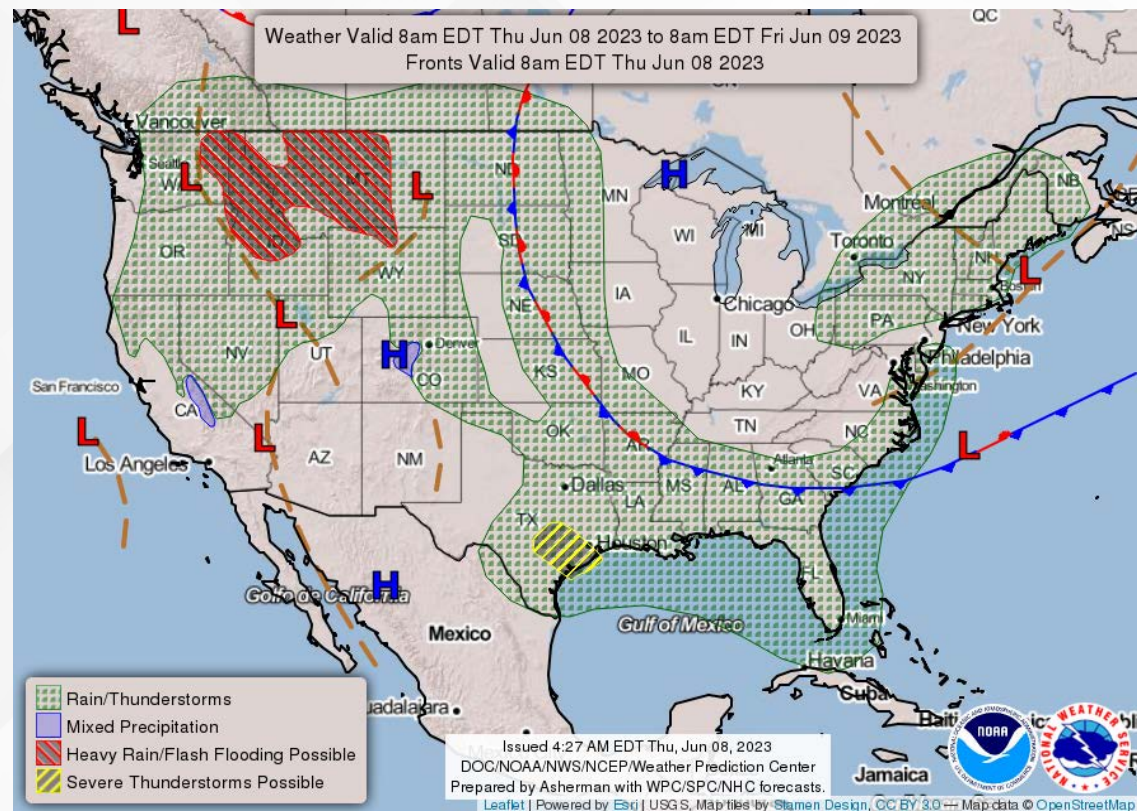 Weather Valid 8am EDT Thu Jun 08 2023 to 8am EDT Fri Jun 09 2023
Fronts Valid 8am EDT Thu Jun 08 2023
QC
L
Vancouver
Seattle
WA
L
MT
L
ND
MN
H
Montreal
NB
NS
OR
ID
SD
WI
MI
Toronto
NY
NH
L
Boston
WY
L
NE
IA
Chicago
PA
New York
NV
UT
H
Denver
CO
IL
IN
OH
Philadelphia
San Francisco
CA
KS
MO
KY
VA
Washington
L
Los Angeles
L
AZ
NM
OK
AR
TN
NC
L
Dallas
MS
AL
Atlanta
GA
SC
LA
TX
Houston
H
FL
Golfo de California
Mexico
Gulf of Mexico
Miami
Havana
Cuba
Haiti
Jamaica
Rain/Thunderstorms
Mixed Precipitation
Heavy Rain/Flash Flooding Possible
Severe Thunderstorms Possible
Issued 4:27 AM EDT Thu, Jun 08, 2023
DOC/NOAA/NWS/NCEP/Weather Prediction Center
Prepared by Asherman with WPC/SPC/NHC forecasts.
NOAA
NATIONAL WEATHER SERVICE
Leaflet | Powered by Esri | USGS, Map tiles by Stamen Design, CC BY 3.0 — Map data © OpenStreetMap